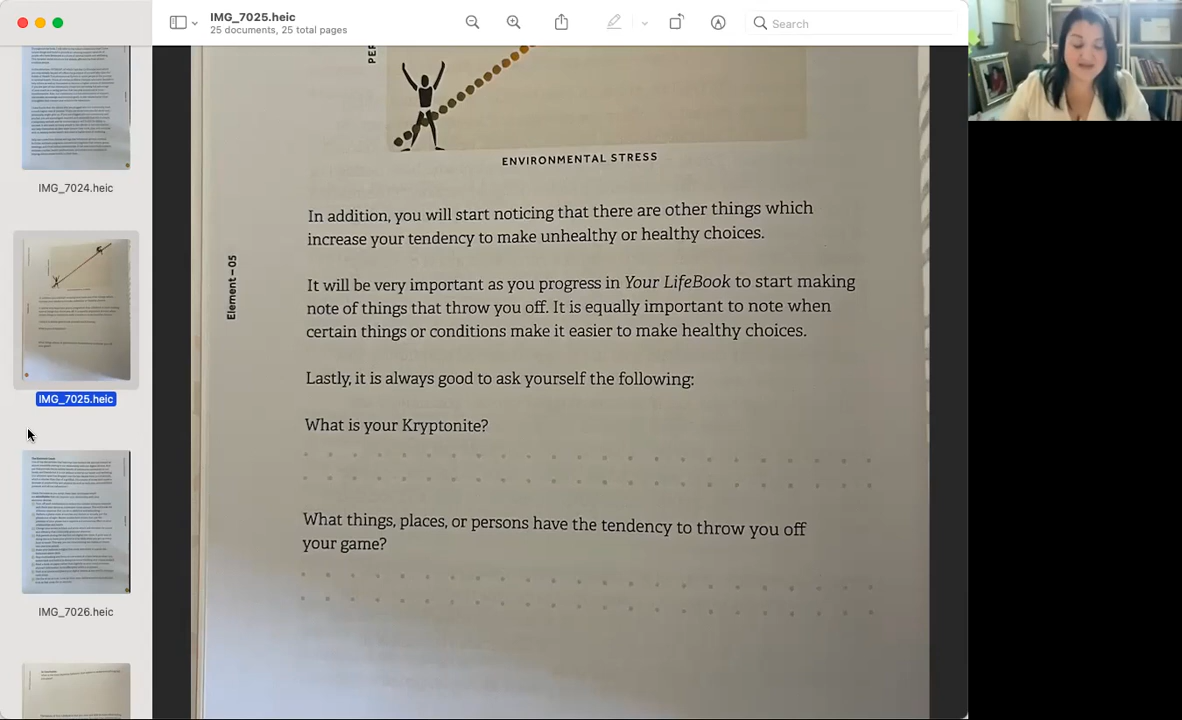 IMG_7025.heic
25 documents, 25 total pages
Search
IMG_7024.heic
IMG_7025.heic
IMG_7026.heic
PER
ENVIRONMENTAL STRESS
Element – 05
In addition, you will start noticing that there are other things which
increase your tendency to make unhealthy or healthy choices.
It will be very important as you progress in Your LifeBook to start making
note of things that throw you off. It is equally important to note when
certain things or conditions make it easier to make healthy choices.
Lastly, it is always good to ask yourself the following:
What is your Kryptonite?
What things, places, or persons have the tendency to throw you off
your game?